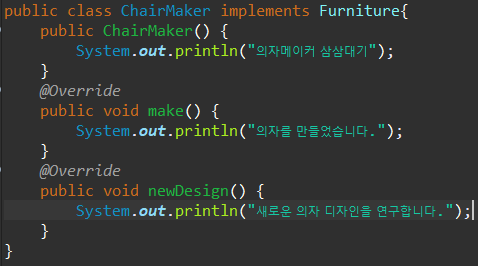 public class ChairMaker implements Furniture{
    public ChairMaker() {
        System.out.println("의자메이커 삼삼대기");
    }
    @Override
    public void make() {
        System.out.println("의자를 만들었습니다.");
    }
    @Override
    public void newDesign() {
        System.out.println("새로운 의자 디자인을 연구합니다.");
    }
}